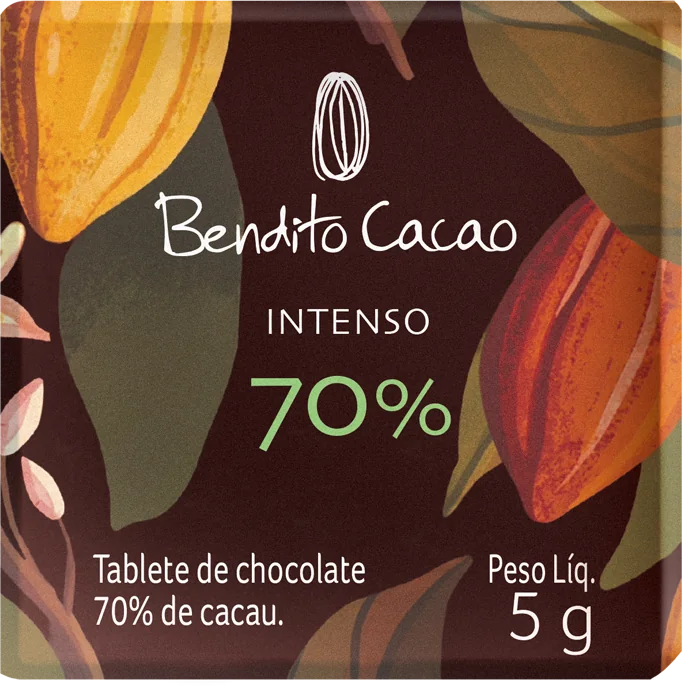 Bendito Cacao
INTENSO
70%
Tablete de chocolate
70% de cacau.
Peso Líq.
5 g